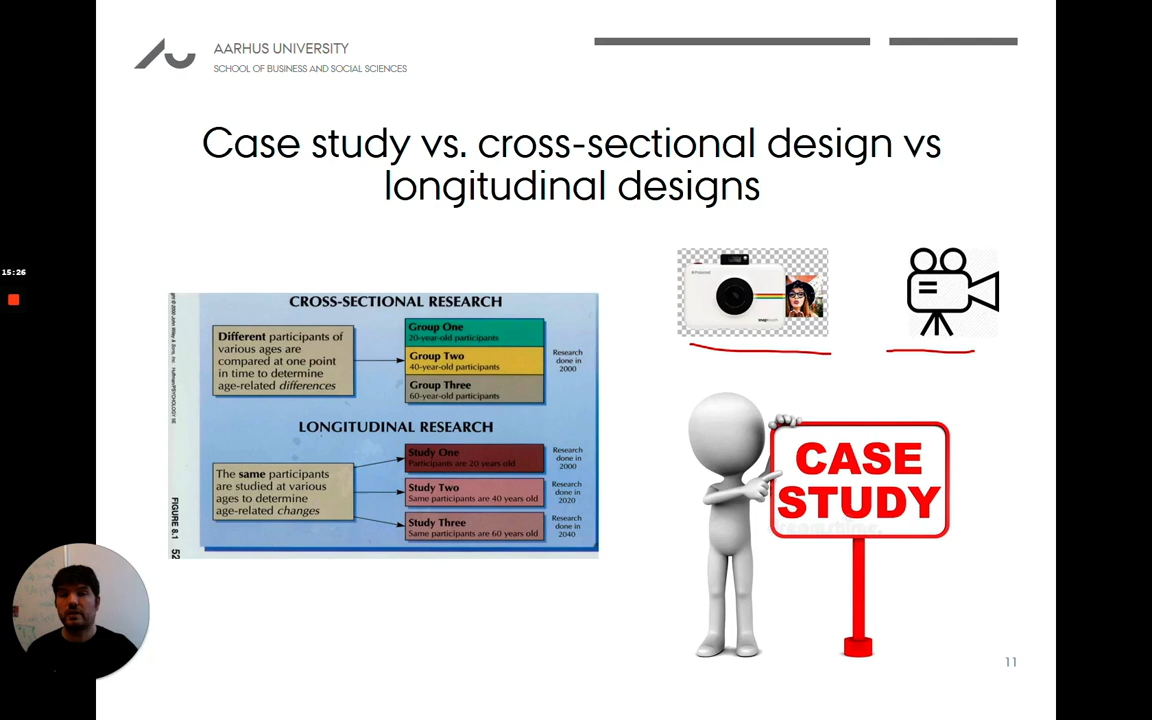 AARHUS UNIVERSITY
SCHOOL OF BUSINESS AND SOCIAL SCIENCES
Case study vs. cross-sectional design vs
longitudinal designs
15:26
CROSS-SECTIONAL RESEARCH
Different participants of
various ages are
compared at one point
in time to determine
age-related differences
Group One
20-year-old participants
Group Two
40-year-old participants
Group Three
60-year-old participants
Research
done in
2000
LONGITUDINAL RESEARCH
The same participants
are studied at various
ages to determine
age-related changes
Study One
Participants are 20 years old
Research
done in
2000
Study Two
Same participants are 40 years old
Research
done in
2020
Study Three
Same participants are 60 years old
Research
done in
2040
FIGURE 8.1
52
Polaroid
snaptouch
CASE
STUDY
11